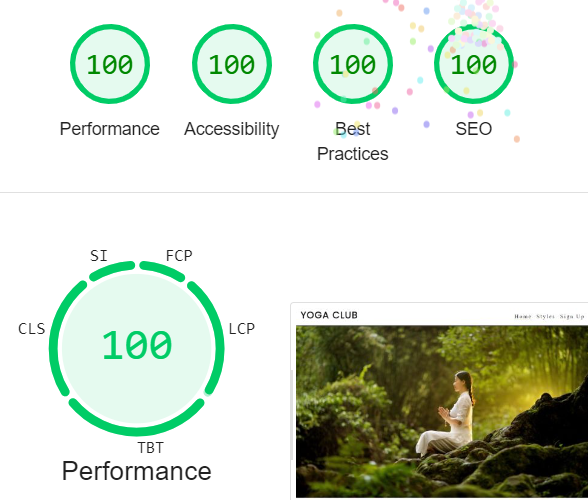 100 100 100 100
Performance Accessibility Best Practices SEO
SI FCP
CLS LCP
100
TBT
Performance
YOGA CLUB Home Styles Sign Up